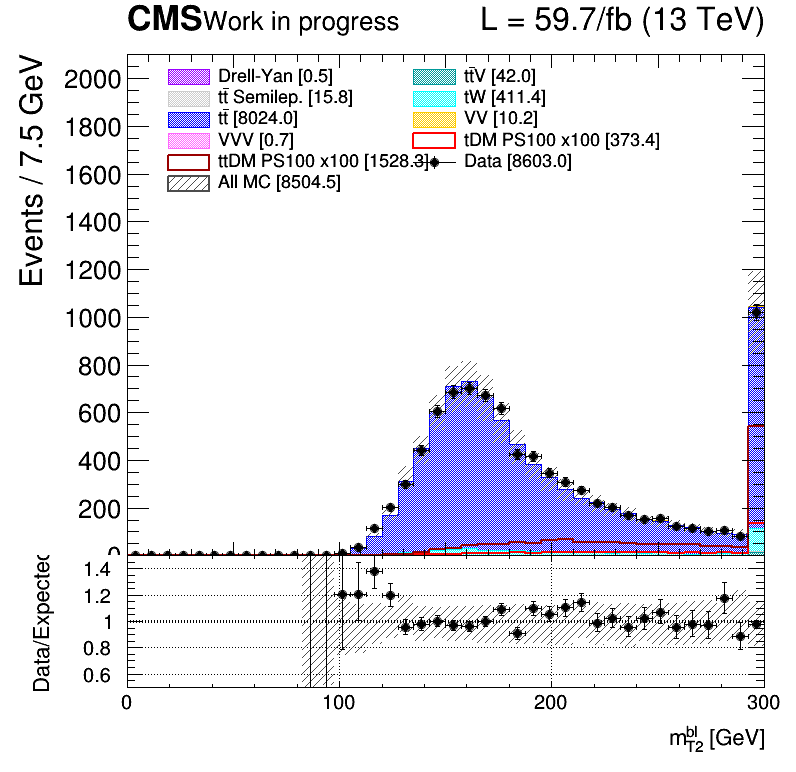 CMS Work in progress L = 59.7/fb (13 TeV)
Events / 7.5 GeV
2000
1800
1600
1400
1200
1000
800
600
400
200
0
Drell-Yan [0.5] tt̄V [42.0]
tt̄ Semilep. [15.8] tW [411.4]
tt̄ [8024.0] VV [10.2]
VVV [0.7] tDM PS100 x100 [373.4]
ttDM PS100 x100 [1528.3] Data [8603.0]
All MC [8504.5]
Data/Expected
1.4
1.2
1
0.8
0.6
0 100 200 300
m_T2^bl [GeV]